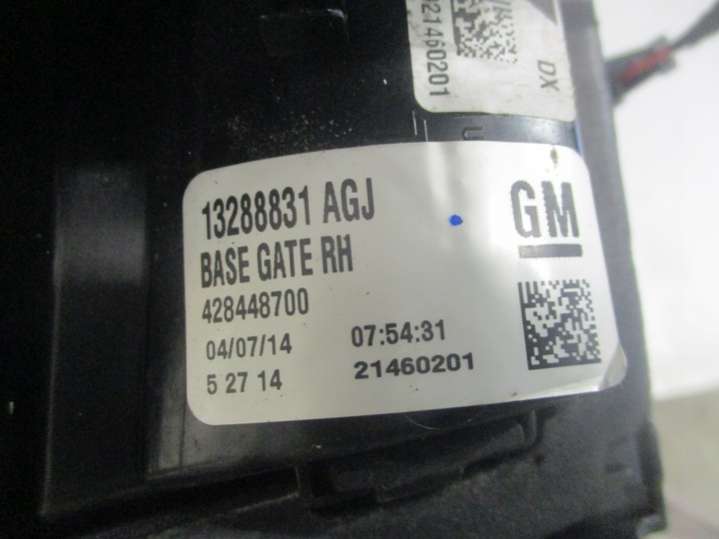 21460201
DX
13288831 AGJ
GM
BASE GATE RH
428448700
04/07/14 07:54:31
5 27 14 21460201